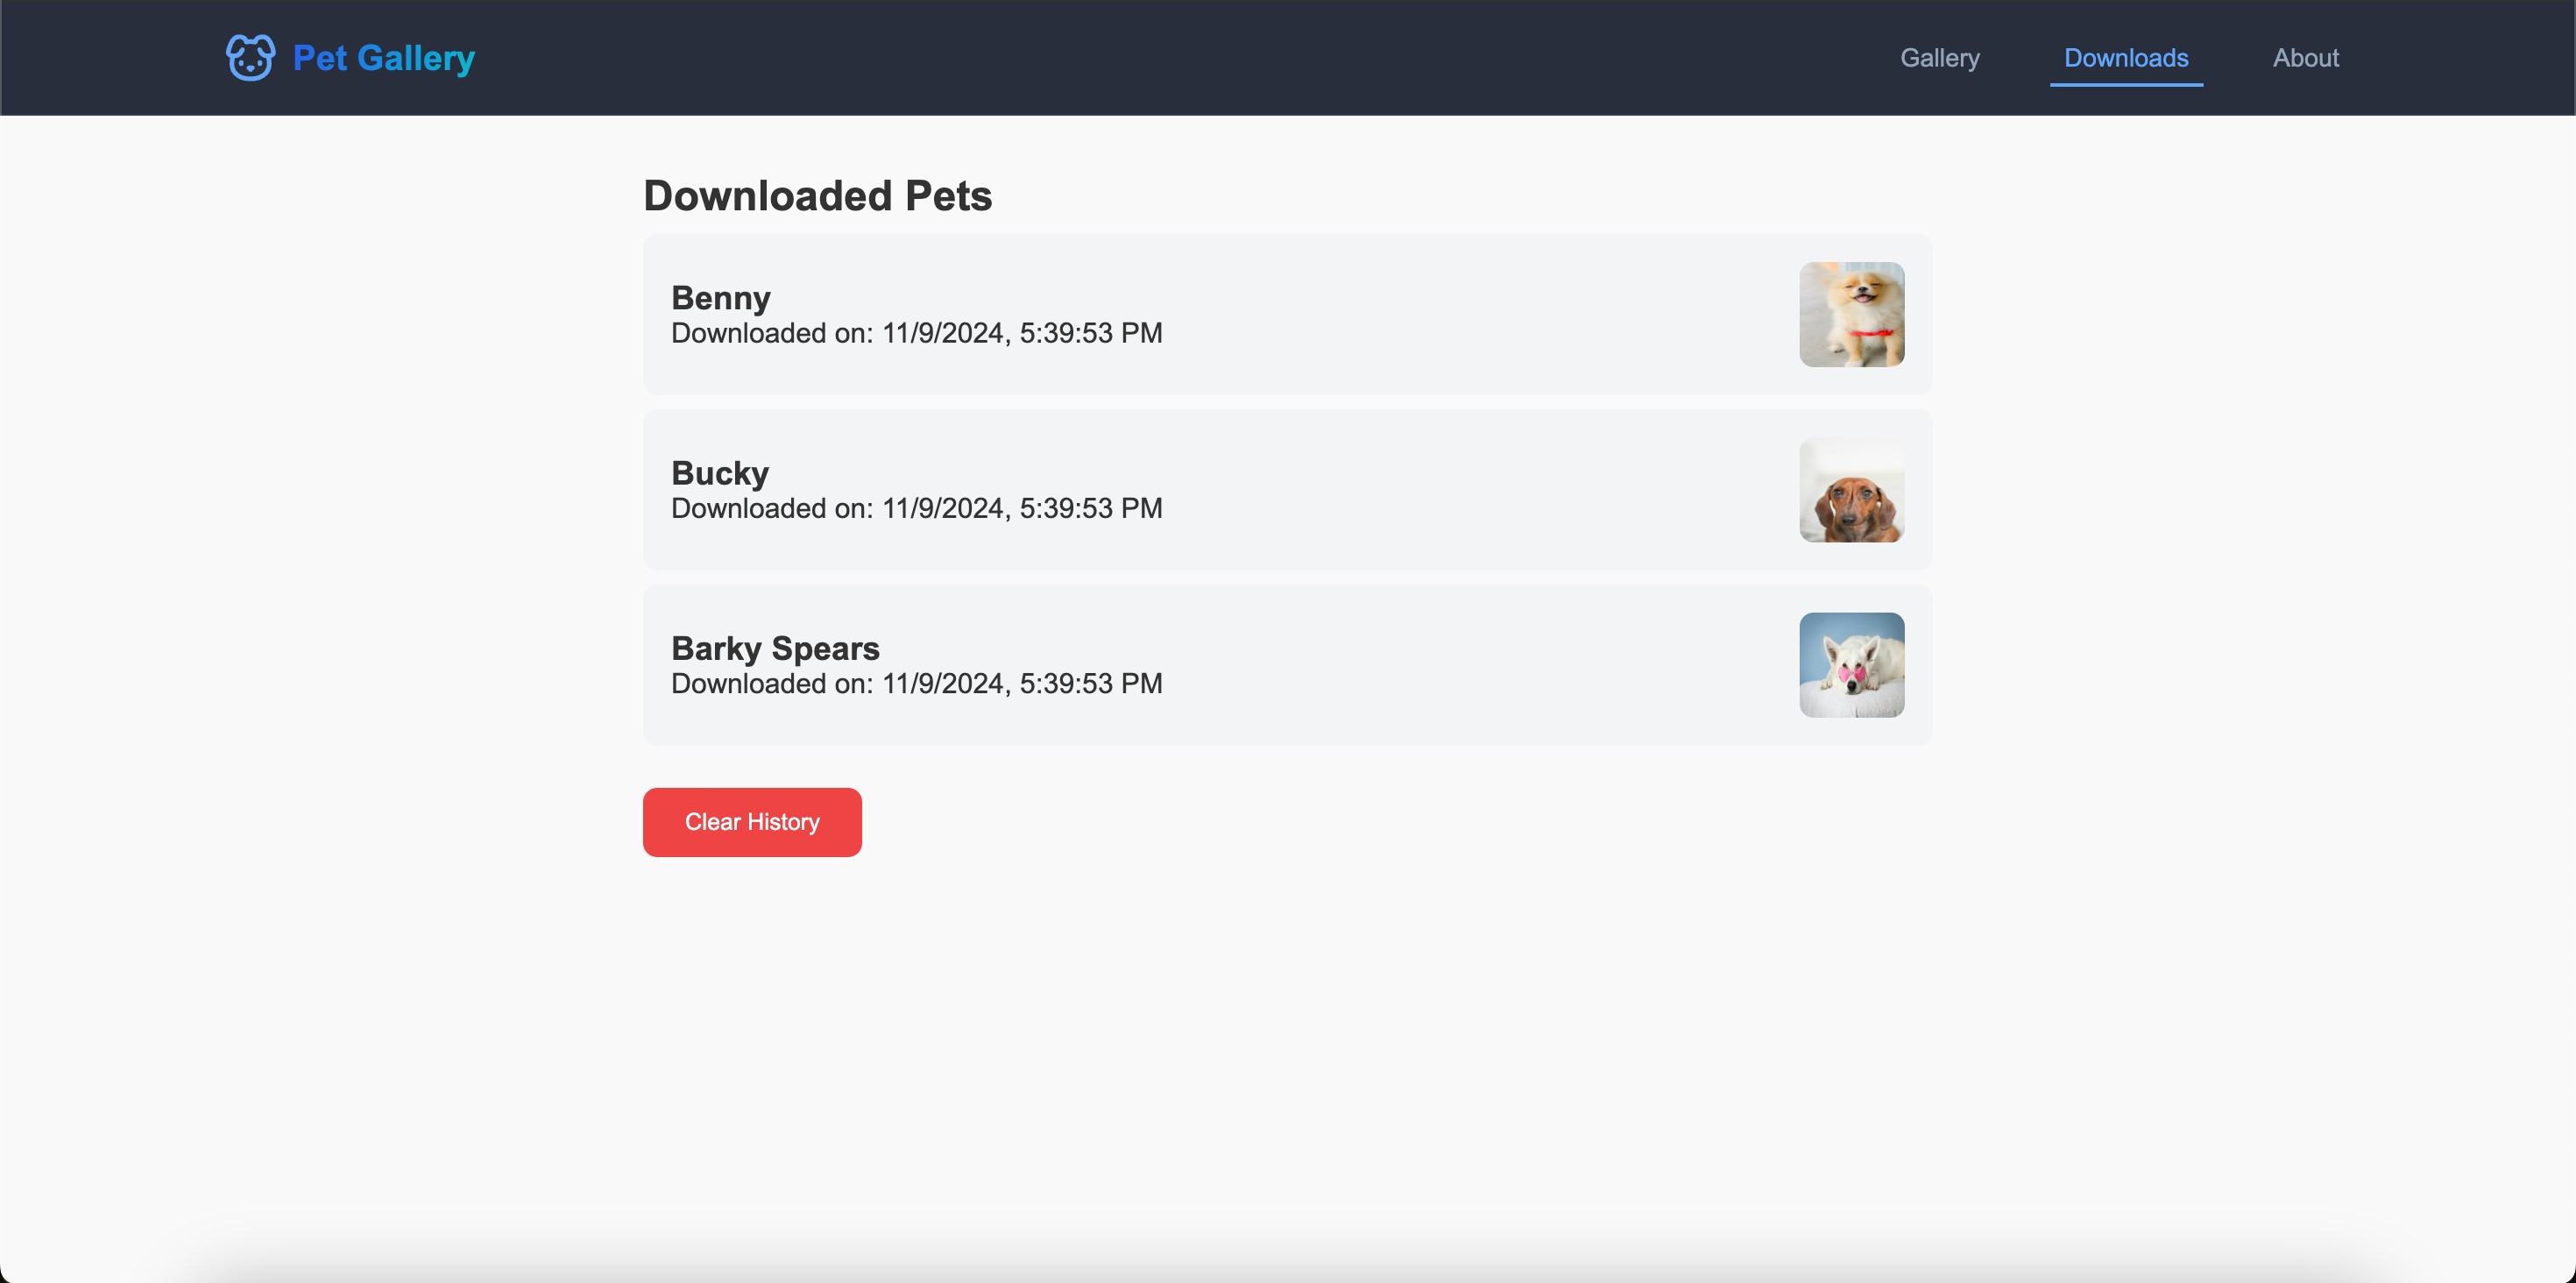 Pet Gallery
Gallery
Downloads
About
Downloaded Pets
Benny
Downloaded on: 11/9/2024, 5:39:53 PM
Bucky
Downloaded on: 11/9/2024, 5:39:53 PM
Barky Spears
Downloaded on: 11/9/2024, 5:39:53 PM
Clear History